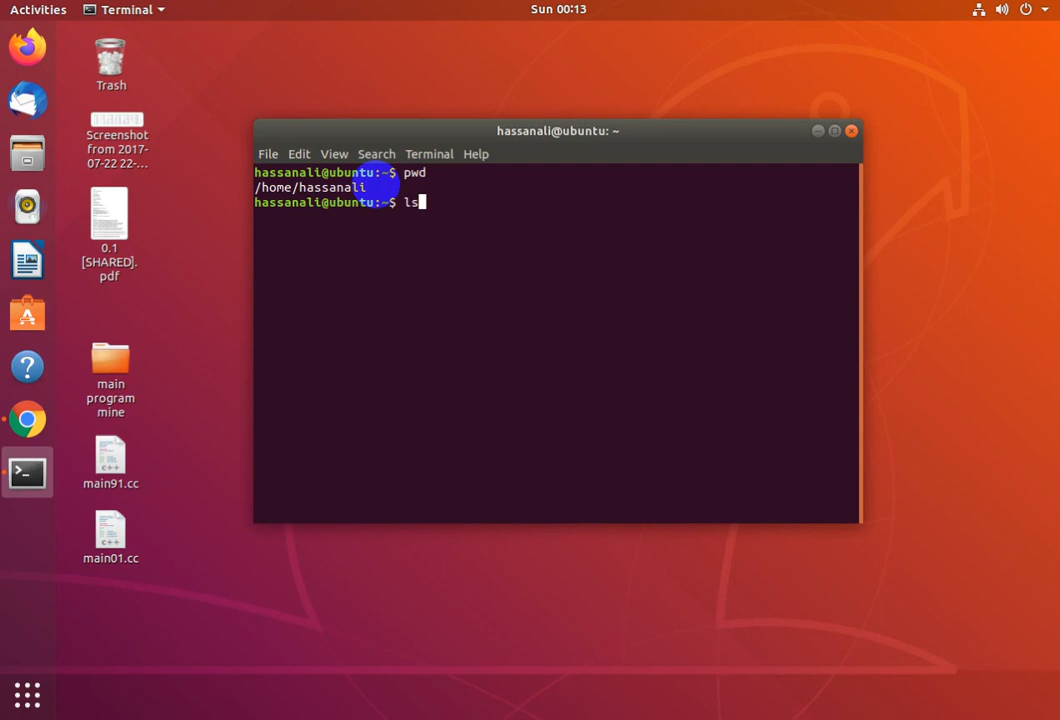 Activities
Terminal
Sun 00:13
Trash
Screenshot
from 2017-
07-22 22-...
0.1
[SHARED].
pdf
main
program
mine
main91.cc
main01.cc
hassanali@ubuntu: ~
File Edit View Search Terminal Help
hassanali@ubuntu:~$ pwd
/home/hassanali
hassanali@ubuntu:~$ ls